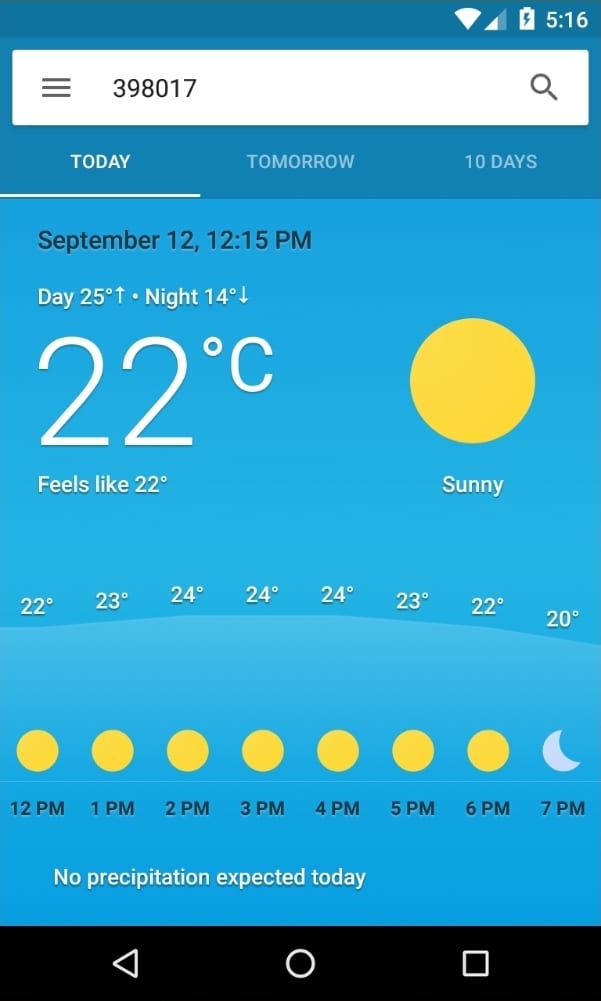 5:16
398017
TODAY TOMORROW 10 DAYS
September 12, 12:15 PM
Day 25°↑ • Night 14°↓
22°C
Feels like 22°
Sunny
22° 23° 24° 24° 24° 23° 22° 20°
12 PM 1 PM 2 PM 3 PM 4 PM 5 PM 6 PM 7 PM
No precipitation expected today